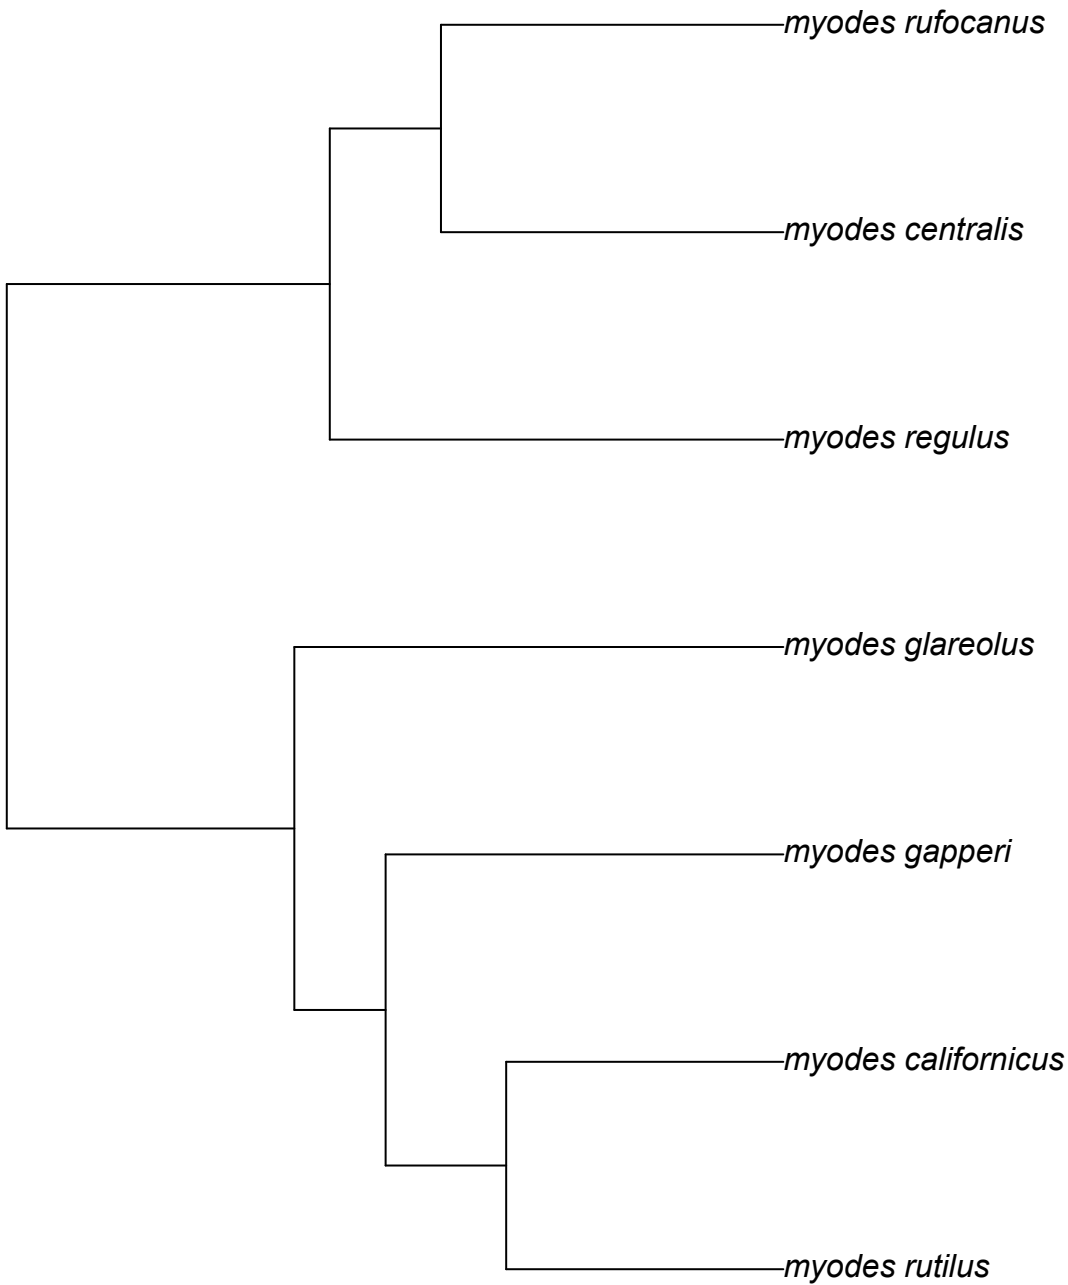 myodes rufocanus
myodes centralis
myodes regulus
myodes glareolus
myodes gapperi
myodes californicus
myodes rutilus